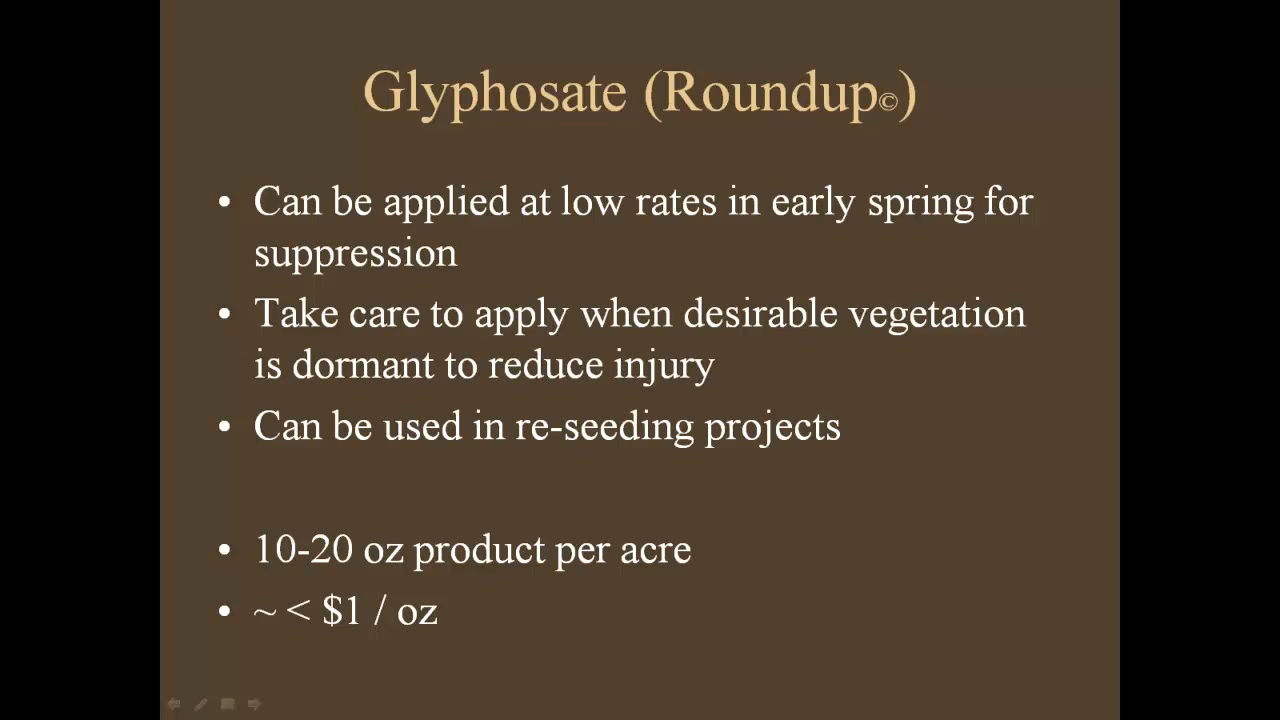 Glyphosate (Roundup©)
• Can be applied at low rates in early spring for
suppression
• Take care to apply when desirable vegetation
is dormant to reduce injury
• Can be used in re-seeding projects
• 10-20 oz product per acre
• ~ < $1 / oz